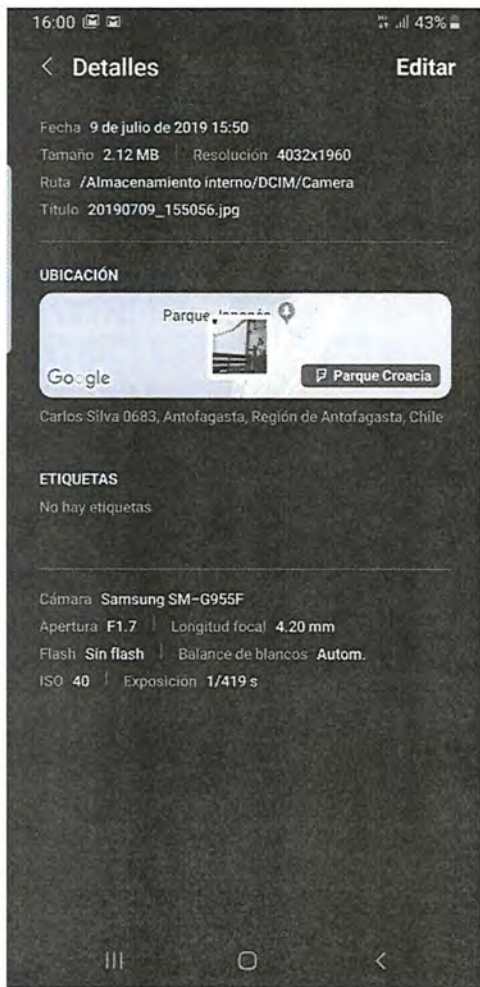 16:00 43%
Detalles Editar
Fecha 9 de julio de 2019 15:50
Tamaño 2.12 MB Resolución 4032x1960
Ruta /Almacenamiento interno/DCIM/Camera
Título 20190709_155056.jpg
UBICACIÓN
Parque
Google Parque Croacia
Carlos Silva 0683, Antofagasta, Región de Antofagasta, Chile
ETIQUETAS
No hay etiquetas
Cámara Samsung SM-G955F
Apertura F1.7 Longitud focal 4.20 mm
Flash Sin flash Balance de blancos Autom.
ISO 40 Exposición 1/419 s